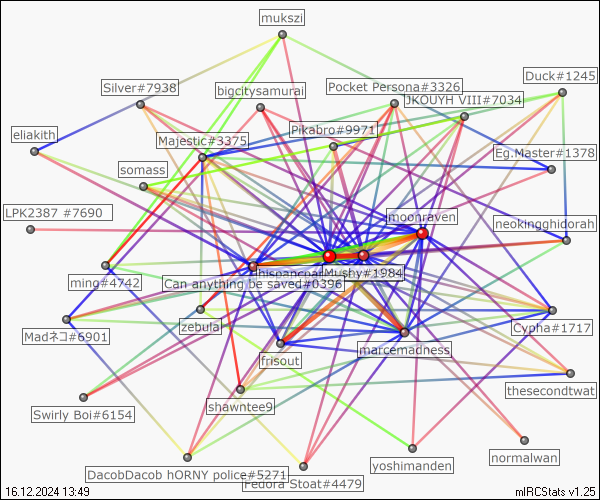 mukszi
Duck#1245
Silver#7938
bigcitysamurai
Pocket Persona#3326
JKOUYH VIII#7034
Pikabro#9971
eliakith
Majestic#3375
Eg.Master#1378
somass
LPK2387 #7690
moonraven
neokingghidorah
ming#4742
hispancpar
Mushy#1984
Can anything be saved#0396
Madネコ#6901
zebula
Cypha#1717
marcemadness
frisout
thesecondtwat
Swirly Boi#6154
shawntee9
normalwan
yoshimanden
DacobDacob hORNY police#5271
Fedora Stoat#4479
16.12.2024 13:49
mIRCStats v1.25